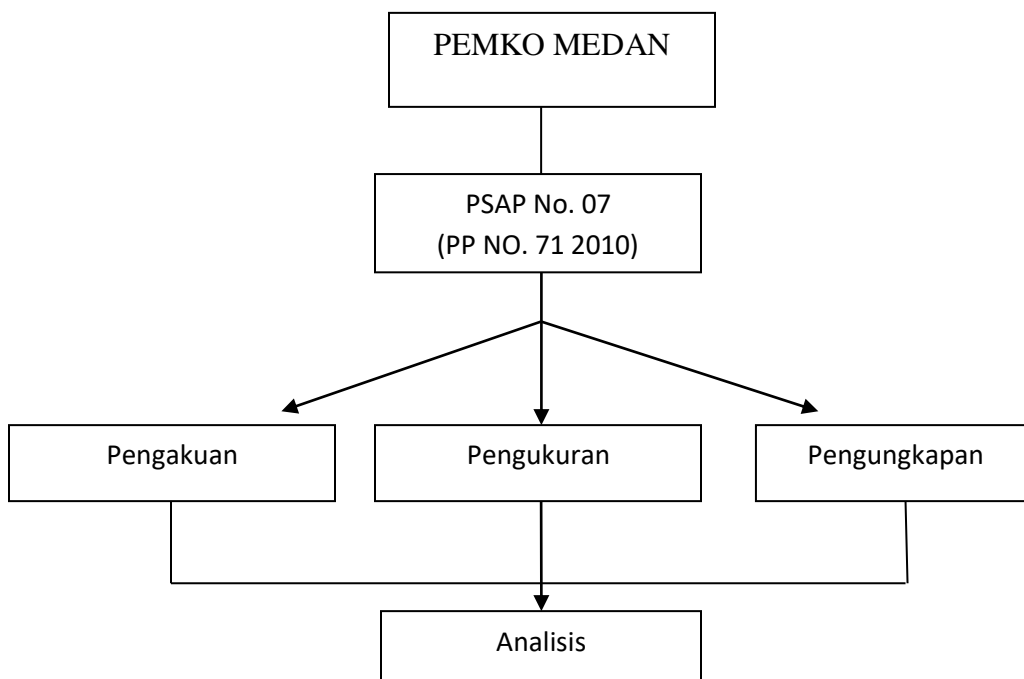 PEMKO MEDAN
PSAP No. 07
(PP NO. 71 2010)
Pengakuan
Pengukuran
Pengungkapan
Analisis